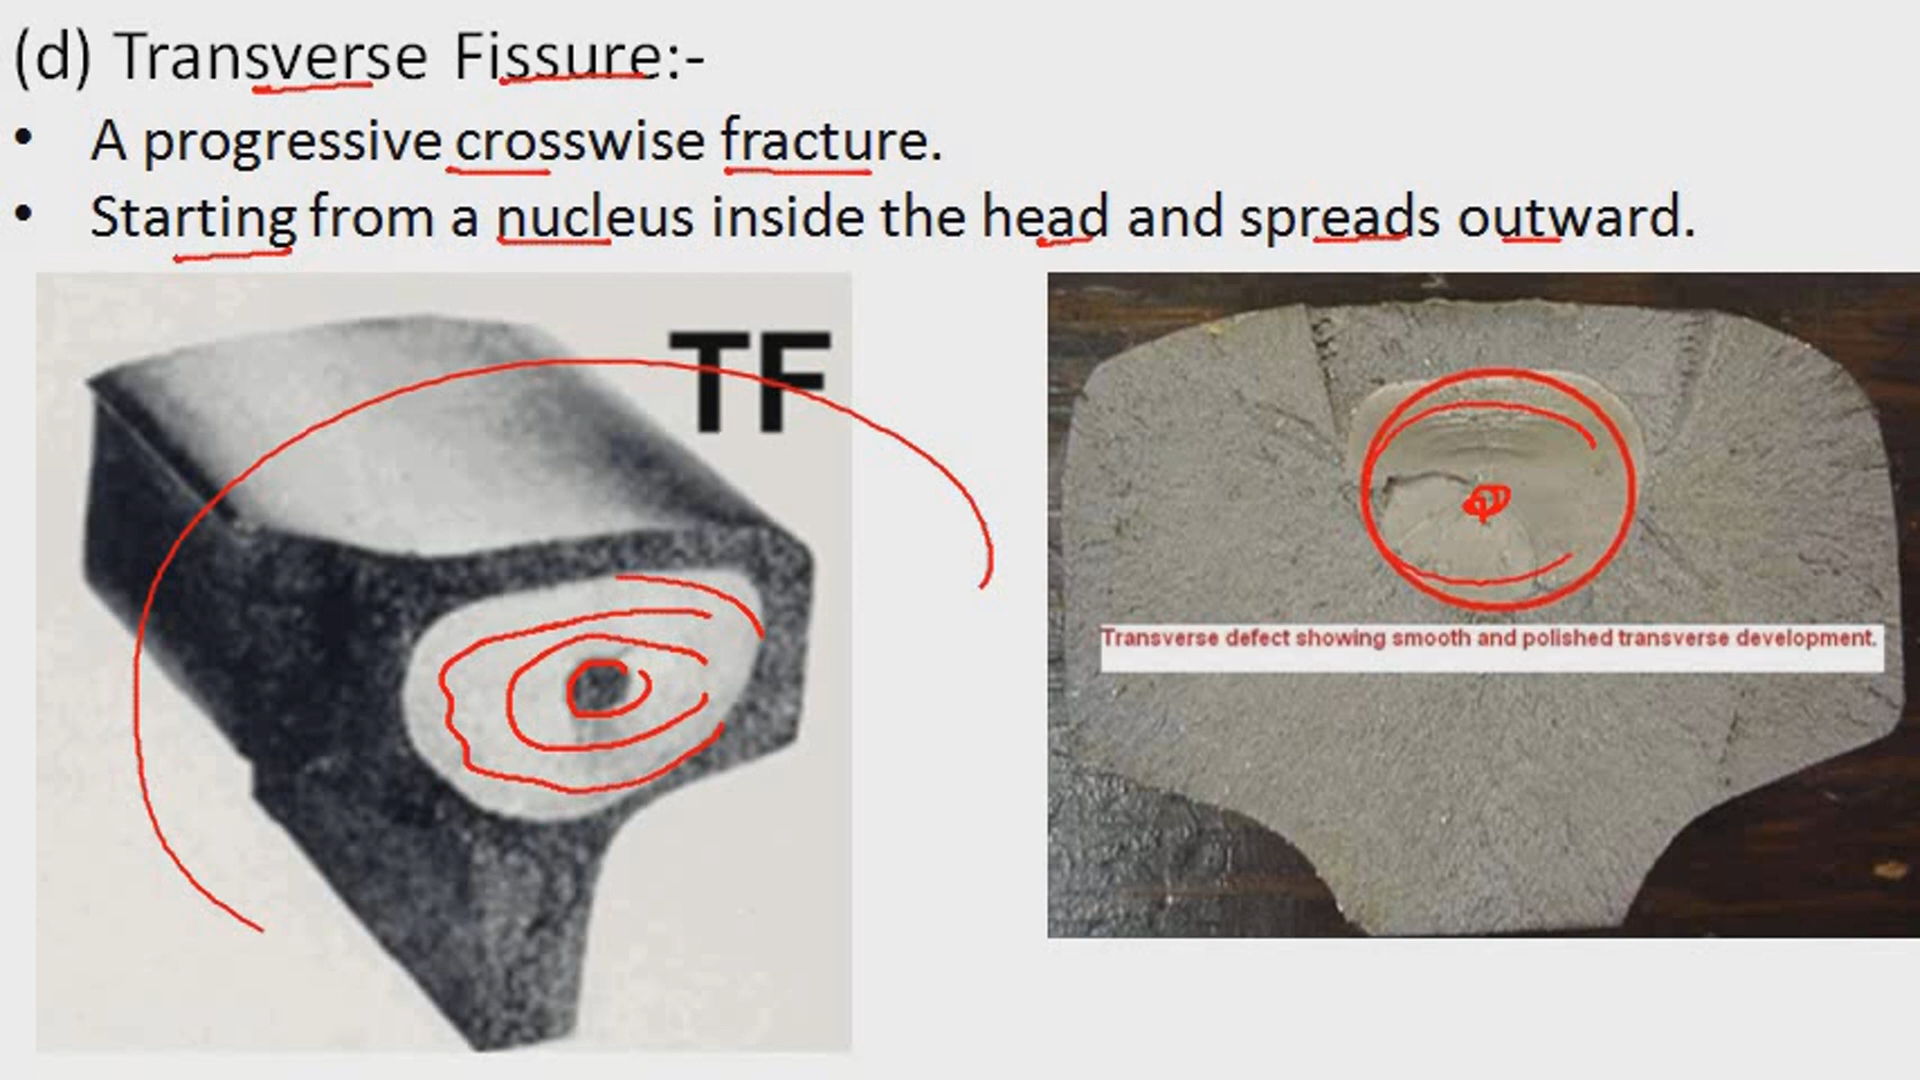 (d) Transverse Fissure:-
• A progressive crosswise fracture.
• Starting from a nucleus inside the head and spreads outward.
TF
Transverse defect showing smooth and polished transverse development.